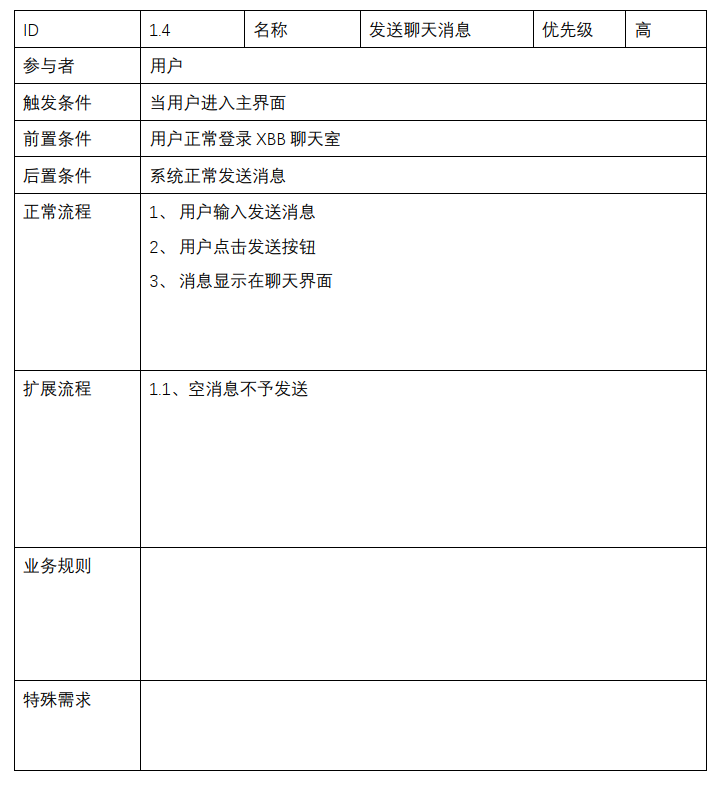 ID 1.4 名称 发送聊天消息 优先级 高
参与者 用户
触发条件 当用户进入主界面
前置条件 用户正常登录 XBB 聊天室
后置条件 系统正常发送消息
正常流程 1、 用户输入发送消息
2、 用户点击发送按钮
3、 消息显示在聊天界面
扩展流程 1.1、空消息不予发送
业务规则
特殊需求